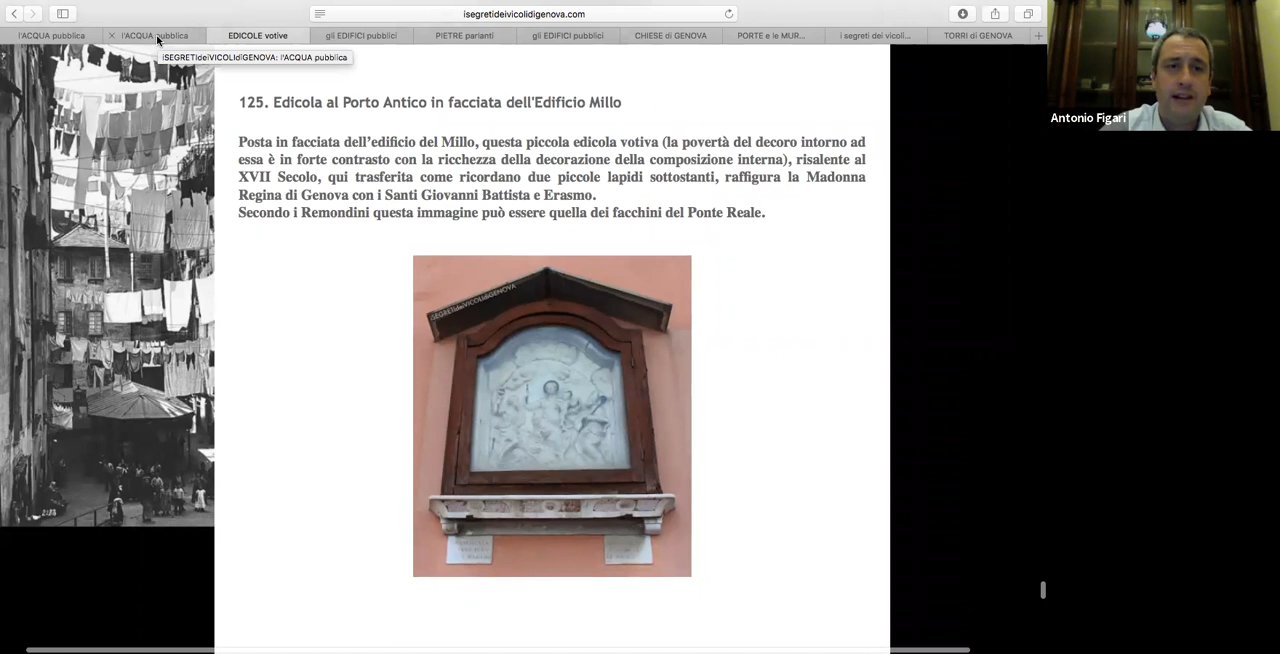 isegretideivicolidigenova.com
l'ACQUA pubblica
l'ACQUA pubblica
EDICOLE votive
gli EDIFICI pubblici
PIETRE parlanti
gli EDIFICI pubblici
CHIESE di GENOVA
PORTE e le MUR...
i segreti dei vicoli...
TORRI di GENOVA
iSEGRETIdeiVICOLIdiGENOVA: l'ACQUA pubblica
Antonio Figari
125. Edicola al Porto Antico in facciata dell'Edificio Millo
Posta in facciata dell'edificio del Millo, questa piccola edicola votiva (la povertà del decoro intorno ad
essa è in forte contrasto con la ricchezza della decorazione della composizione interna), risalente al
XVII Secolo, qui trasferita come ricordano due piccole lapidi sottostanti, raffigura la Madonna
Regina di Genova con i Santi Giovanni Battista e Erasmo.
Secondo i Remondini questa immagine può essere quella dei facchini del Ponte Reale.
iSEGRETIdeiVICOLIdiGENOVA